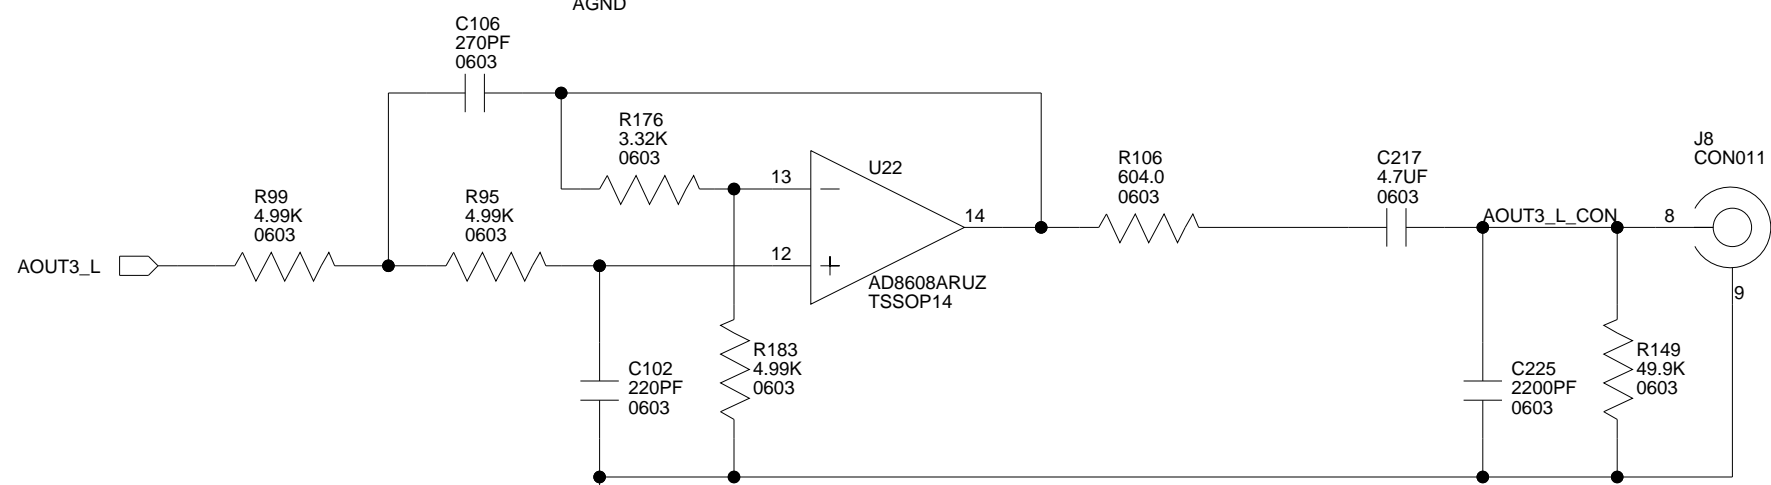 AGND
C106
270PF
0603
R176
3.32K
0603
R99
4.99K
0603
R95
4.99K
0603
AOUT3_L
13
12
U22
14
AD8608ARUZ
TSSOP14
R106
604.0
0603
C217
4.7UF
0603
AOUT3_L_CON
J8
CON011
8
9
C102
220PF
0603
R183
4.99K
0603
C225
2200PF
0603
R149
49.9K
0603